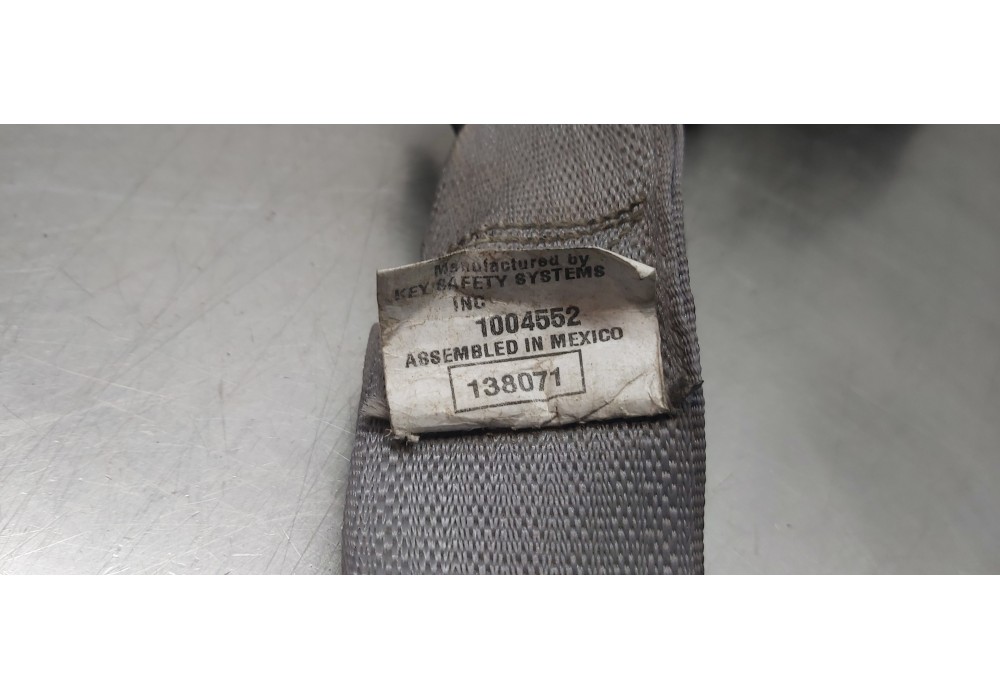 Manufactured by
KEY SAFETY SYSTEMS
INC
1004552
ASSEMBLED IN MEXICO
138071